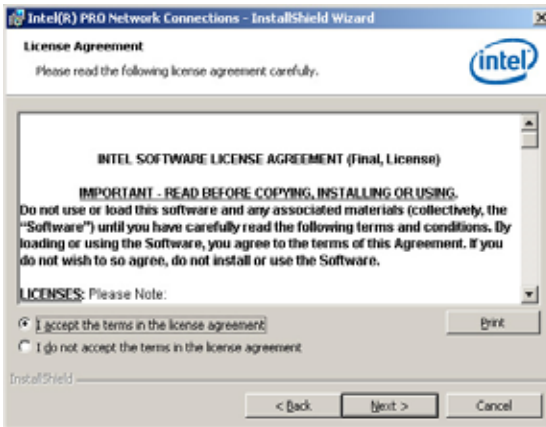 Intel(R) PRO Network Connections - InstallShield Wizard
License Agreement
Please read the following license agreement carefully.
intel
INTEL SOFTWARE LICENSE AGREEMENT (Final, License)
IMPORTANT - READ BEFORE COPYING, INSTALLING OR USING.
Do not use or load this software and any associated materials (collectively, the
"Software") until you have carefully read the following terms and conditions. By
loading or using the Software, you agree to the terms of this Agreement. If you
do not wish to so agree, do not install or use the Software.
LICENSES: Please Note:
I accept the terms in the license agreement
Print
I do not accept the terms in the license agreement
InstallShield
< Back
Next >
Cancel